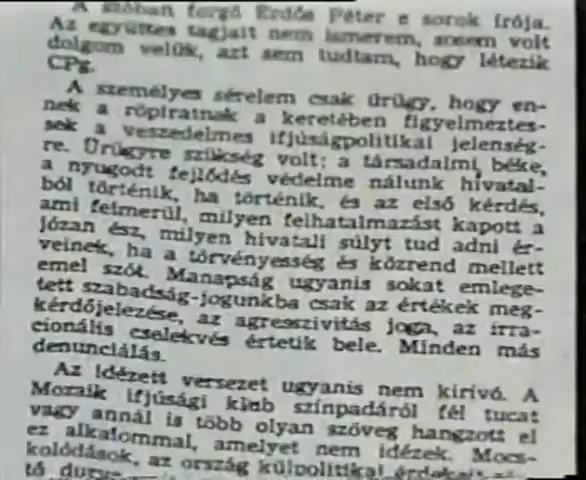 A szóban forgó Erdős Péter e sorok írója.
Az együttes tagjait nem ismerem, sosem volt
dolgom velük, azt sem tudtam, hogy létezik
CPg.
A személyes sérelem csak ürügy, hogy en-
nek a röpiratnak a keretében figyelmeztes-
sek a veszedelmes ifjúságpolitikai jelenség-
re. Ürügyre szükség volt; a társadalmi béke,
a nyugodt fejlődés védelme nálunk hivatal-
ból történik, ha történik, és az első kérdés,
ami felmerül, milyen felhatalmazást kapott a
józan ész, milyen hivatali súlyt tud adni ér-
veinek, ha a törvényesség és közrend mellett
emel szót. Manapság ugyanis sokat emlege-
tett szabadság-jogunkba csak az értékek meg-
kérdőjelezése, az agresszivitás joga, az irra-
cionális cselekvés értetik bele. Minden más
denunciálás.
Az idézett versezet ugyanis nem kirívó. A
Mozaik ifjúsági klub színpadáról fél tucat
vagy annál is több olyan szöveg hangzott el
ez alkalommal, amelyet nem idézek. Mocs-
kolódások, az ország külpolitikai érdekeit
tő